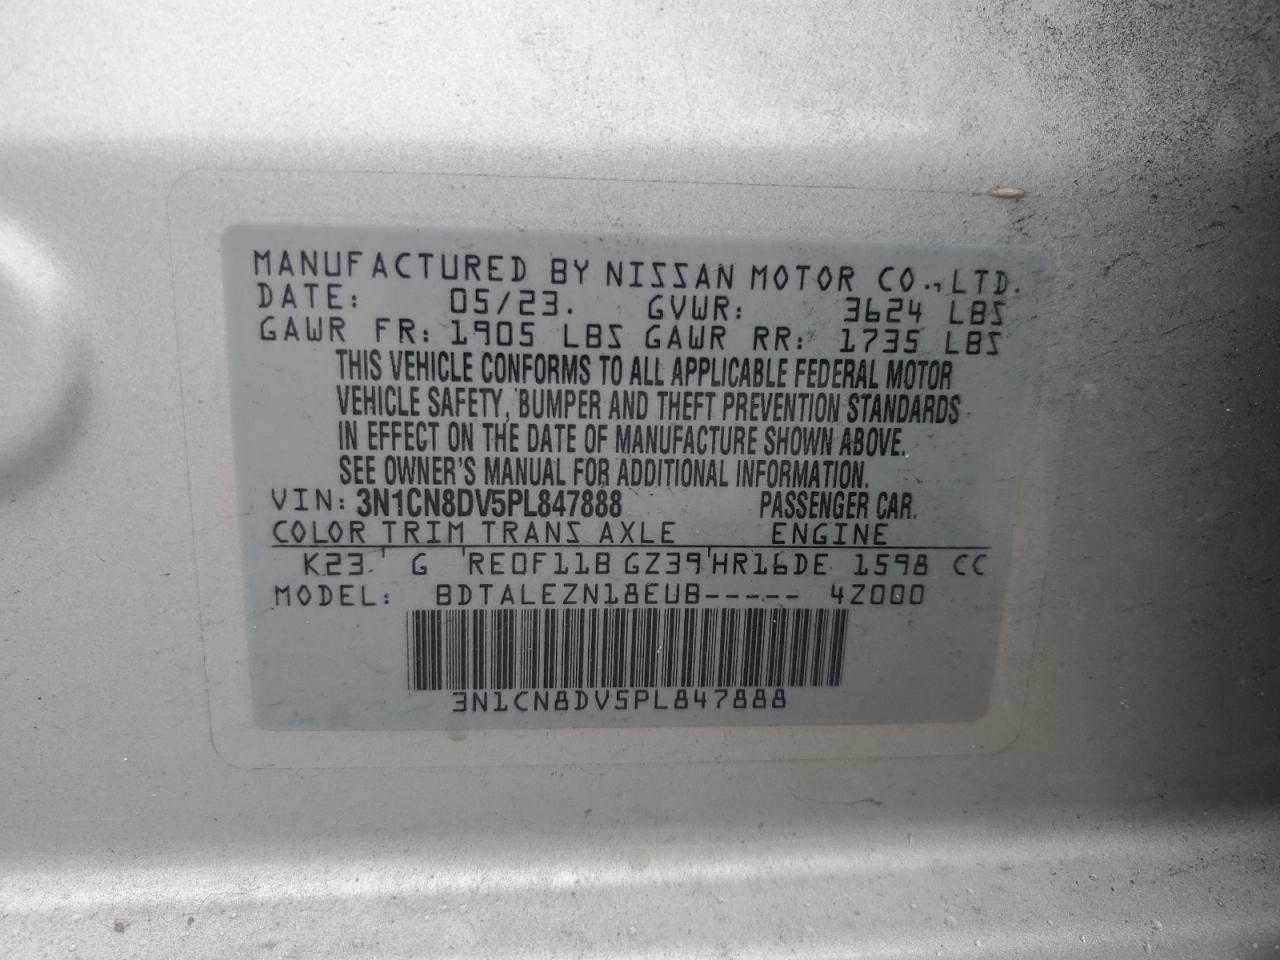 MANUFACTURED BY NISSAN MOTOR CO., LTD.
DATE: 05/23. GVWR: 3624 LBS
GAWR FR: 1905 LBS GAWR RR: 1735 LBS
THIS VEHICLE CONFORMS TO ALL APPLICABLE FEDERAL MOTOR
VEHICLE SAFETY, BUMPER AND THEFT PREVENTION STANDARDS
IN EFFECT ON THE DATE OF MANUFACTURE SHOWN ABOVE.
SEE OWNER'S MANUAL FOR ADDITIONAL INFORMATION.
VIN: 3N1CN8DV5PL847888 PASSENGER CAR.
COLOR TRIM TRANS AXLE ENGINE
K23 G RE0F11B GZ39 HR16DE 1598 CC
MODEL: BDTALEZN18EUB----- 4Z000
3N1CN8DV5PL847888